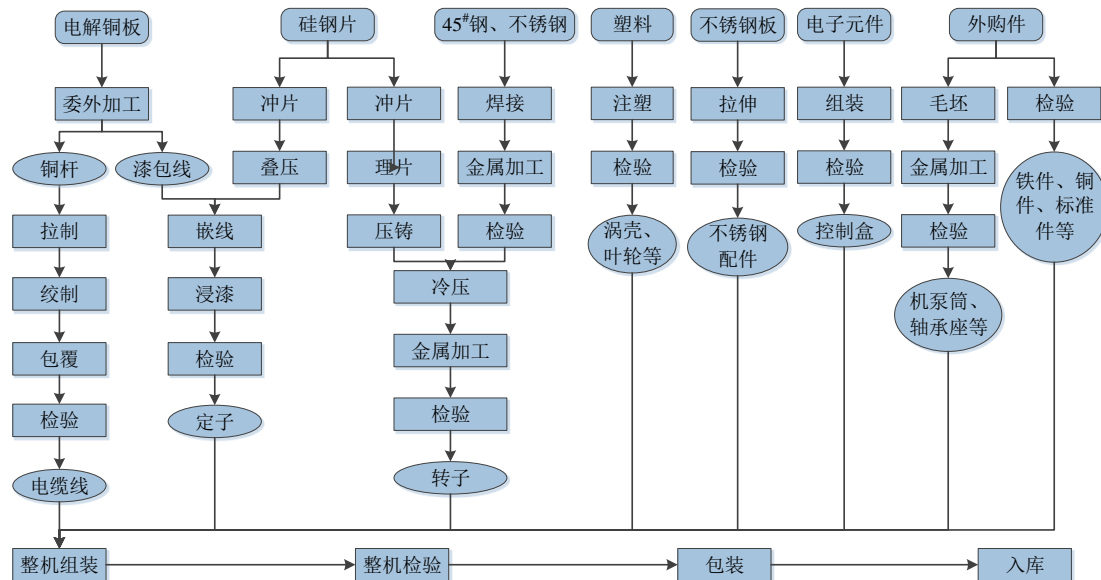 电解铜板
硅钢片
45#钢、不锈钢
塑料
不锈钢板
电子元件
外购件
委外加工
冲片
冲片
焊接
注塑
拉伸
组装
毛坯
检验
铜杆
漆包线
叠压
理片
金属加工
检验
检验
检验
金属加工
铁件、铜
件、标准
件等
拉制
嵌线
压铸
检验
涡壳、
叶轮等
不锈钢
配件
控制盒
检验
绞制
浸漆
冷压
机泵筒、
轴承座等
包覆
检验
金属加工
检验
定子
检验
电缆线
转子
整机组装
整机检验
包装
入库